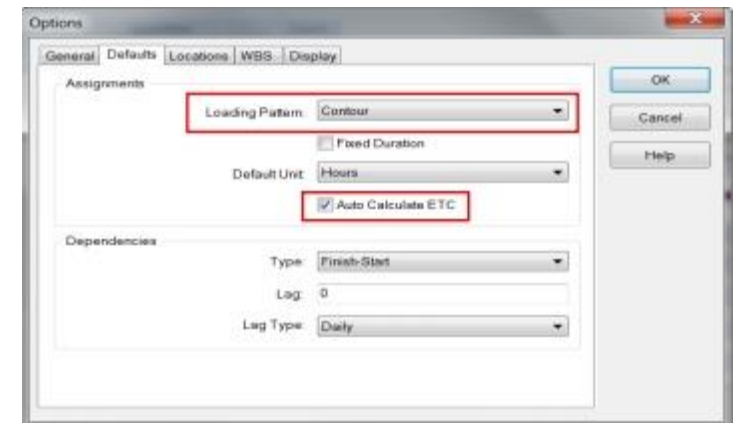 Options
General Defaults Locations WBS Display
Assignments
OK
Loading Pattern: Contour
Cancel
Fixed Duration
Help
Default Unit: Hours
Auto Calculate ETC
Dependencies
Type: Finish-Start
Lag: 0
Lag Type: Daily